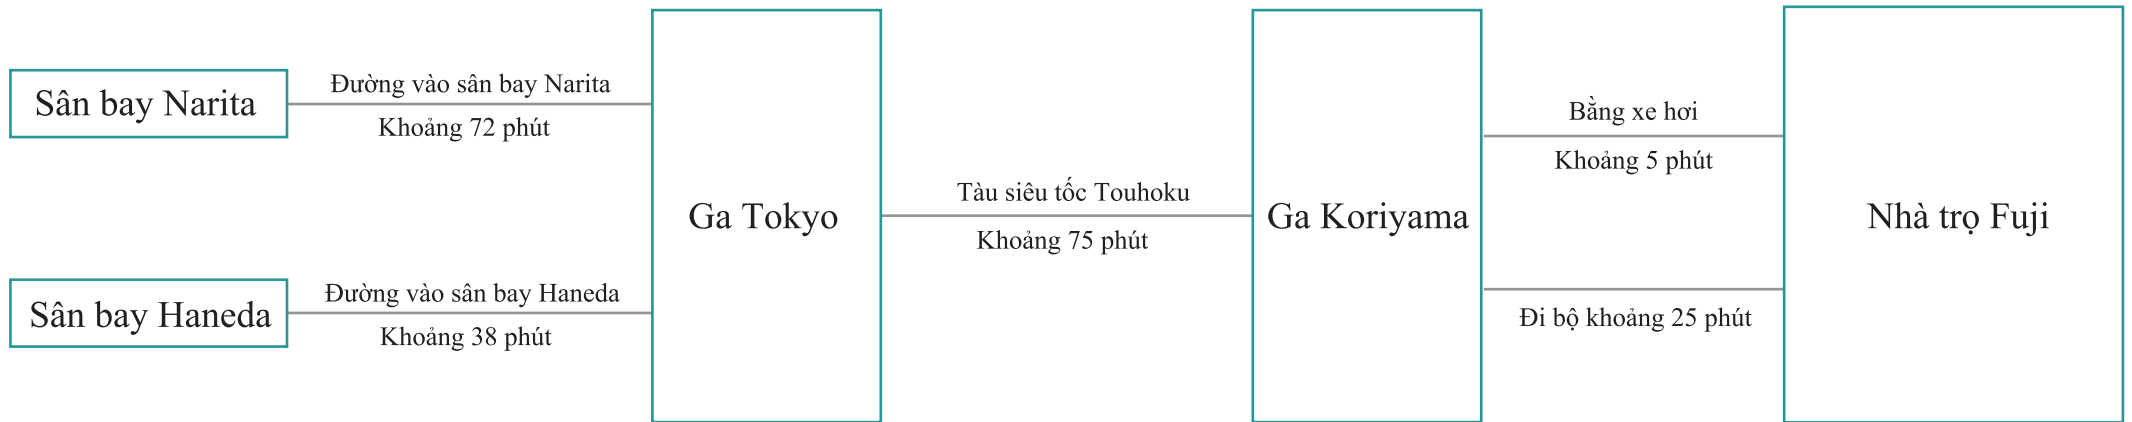 Sân bay Narita
Đường vào sân bay Narita
Khoảng 72 phút
Sân bay Haneda
Đường vào sân bay Haneda
Khoảng 38 phút
Ga Tokyo
Tàu siêu tốc Touhoku
Khoảng 75 phút
Ga Koriyama
Bằng xe hơi
Khoảng 5 phút
Đi bộ khoảng 25 phút
Nhà trọ Fuji